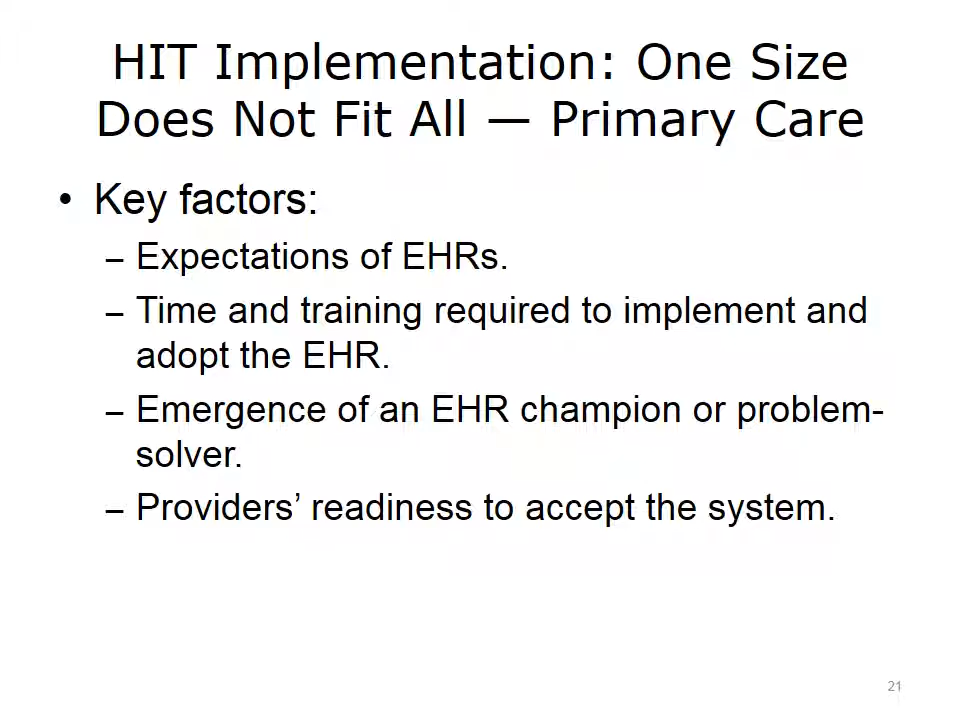 HIT Implementation: One Size
Does Not Fit All — Primary Care
• Key factors:
– Expectations of EHRs.
– Time and training required to implement and
adopt the EHR.
– Emergence of an EHR champion or problem-
solver.
– Providers’ readiness to accept the system.
21